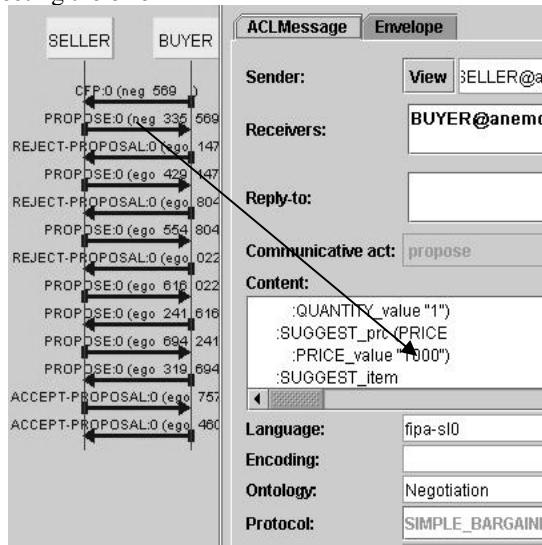 SELLER
BUYER
CFP:0 (neg 569 )
PROPOSE:0 (neg 335 569
REJECT-PROPOSAL:0 (ego 147
PROPOSE:0 (ego 429 147
REJECT-PROPOSAL:0 (ego 804
PROPOSE:0 (ego 554 804
REJECT-PROPOSAL:0 (ego 022
PROPOSE:0 (ego 616 022
PROPOSE:0 (ego 241 616
PROPOSE:0 (ego 694 241
PROPOSE:0 (ego 319 694
ACCEPT-PROPOSAL:0 (ego 757
ACCEPT-PROPOSAL:0 (ego 460
ACLMessage Envelope
Sender: View SELLER@a
Receivers: BUYER@anemo
Reply-to:
Communicative act: propose
Content:
:QUANTITY_value "1")
:SUGGEST_prc (PRICE
:PRICE_value "1000")
:SUGGEST_item
Language: fipa-sl0
Encoding:
Ontology: Negotiation
Protocol: SIMPLE_BARGAINI